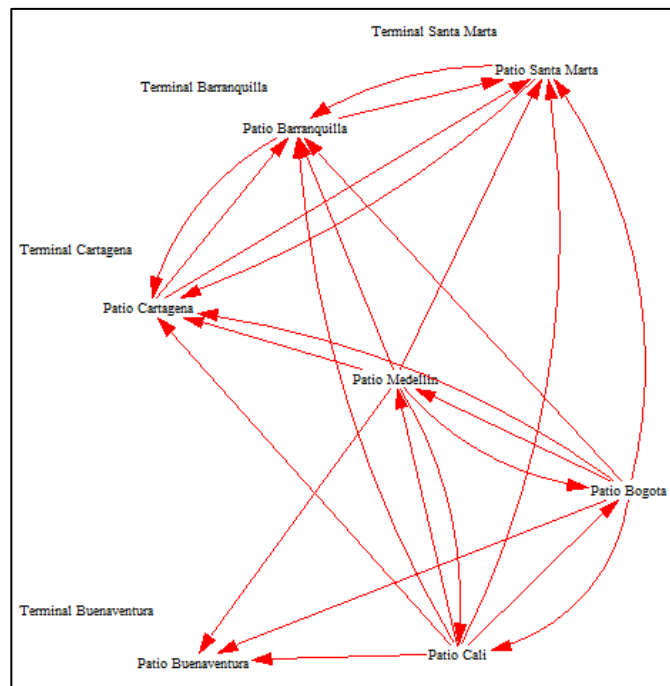 Terminal Santa Marta
Patio Santa Marta
Terminal Barranquilla
Patio Barranquilla
Terminal Cartagena
Patio Cartagena
Patio Medellin
Patio Bogota
Terminal Buenaventura
Patio Cali
Patio Buenaventura